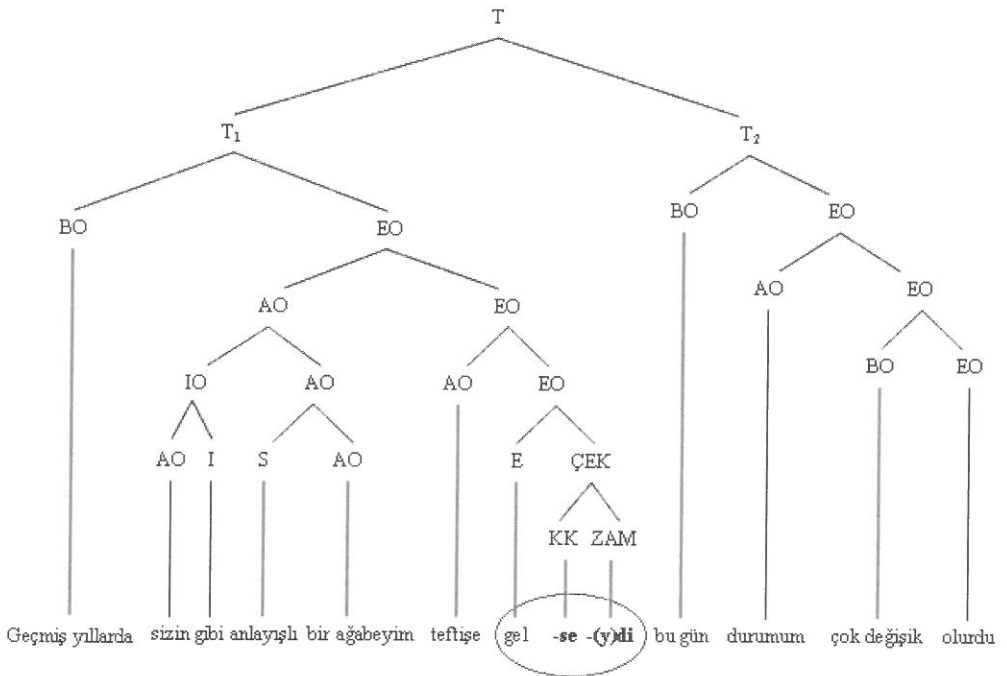 T
T₁ T₂
BO EO BO EO
AO EO AO EO
IO AO AO EO BO EO
AO I S AO E ÇEK
KK ZAM
Geçmiş yıllarda sizin gibi anlayışlı bir ağabeyim teftişe gel -se -(y)di bu gün durumum çok değişik olurdu